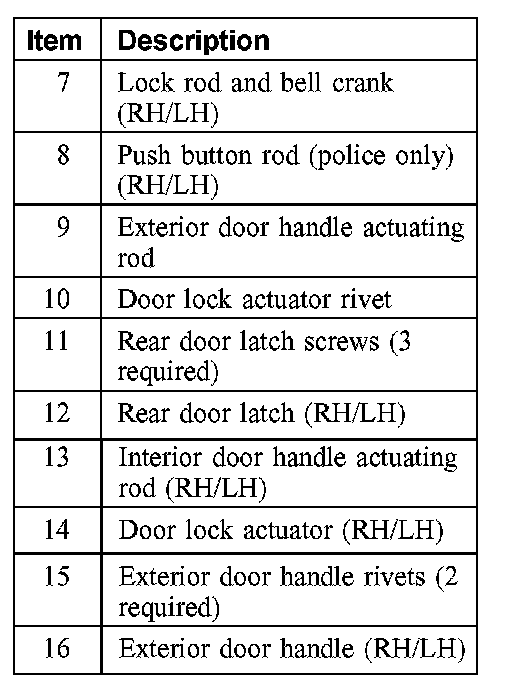 Item Description
7 Lock rod and bell crank
(RH/LH)
8 Push button rod (police only)
(RH/LH)
9 Exterior door handle actuating
rod
10 Door lock actuator rivet
11 Rear door latch screws (3
required)
12 Rear door latch (RH/LH)
13 Interior door handle actuating
rod (RH/LH)
14 Door lock actuator (RH/LH)
15 Exterior door handle rivets (2
required)
16 Exterior door handle (RH/LH)